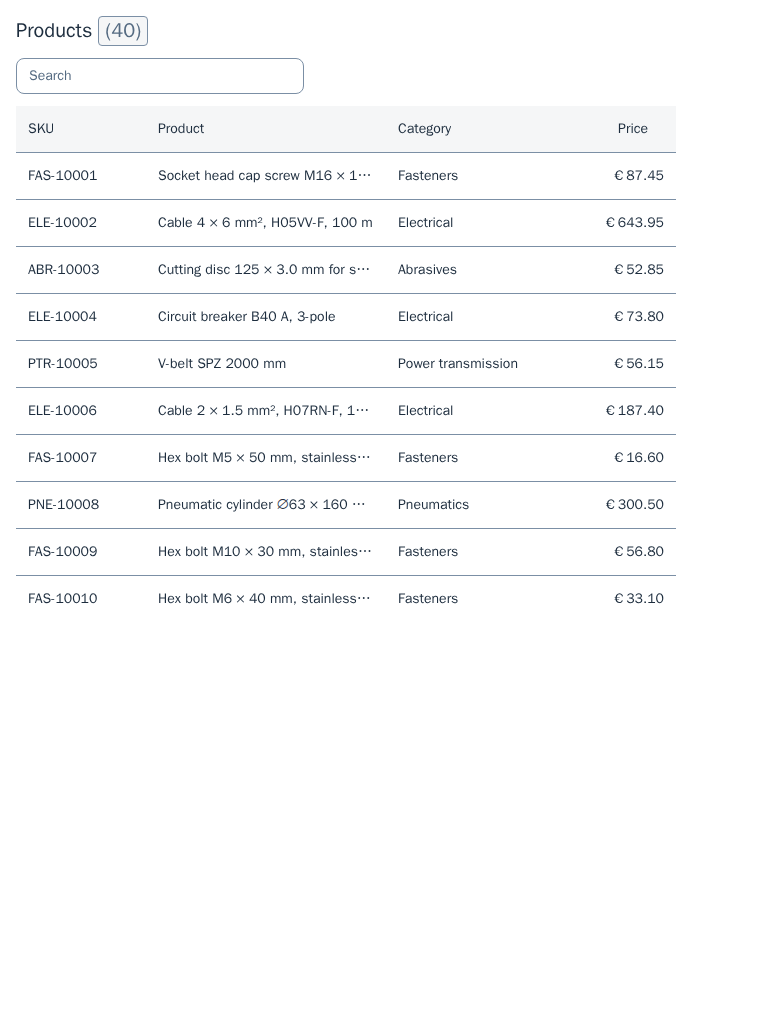 Products (40)
Search
SKU Product Category Price
FAS-10001 Socket head cap screw M16 × 1··· Fasteners € 87.45
ELE-10002 Cable 4 × 6 mm², H05VV-F, 100 m Electrical € 643.95
ABR-10003 Cutting disc 125 × 3.0 mm for s··· Abrasives € 52.85
ELE-10004 Circuit breaker B40 A, 3-pole Electrical € 73.80
PTR-10005 V-belt SPZ 2000 mm Power transmission € 56.15
ELE-10006 Cable 2 × 1.5 mm², H07RN-F, 1··· Electrical € 187.40
FAS-10007 Hex bolt M5 × 50 mm, stainless··· Fasteners € 16.60
PNE-10008 Pneumatic cylinder ∅63 × 160 ··· Pneumatics € 300.50
FAS-10009 Hex bolt M10 × 30 mm, stainles··· Fasteners € 56.80
FAS-10010 Hex bolt M6 × 40 mm, stainless··· Fasteners € 33.10